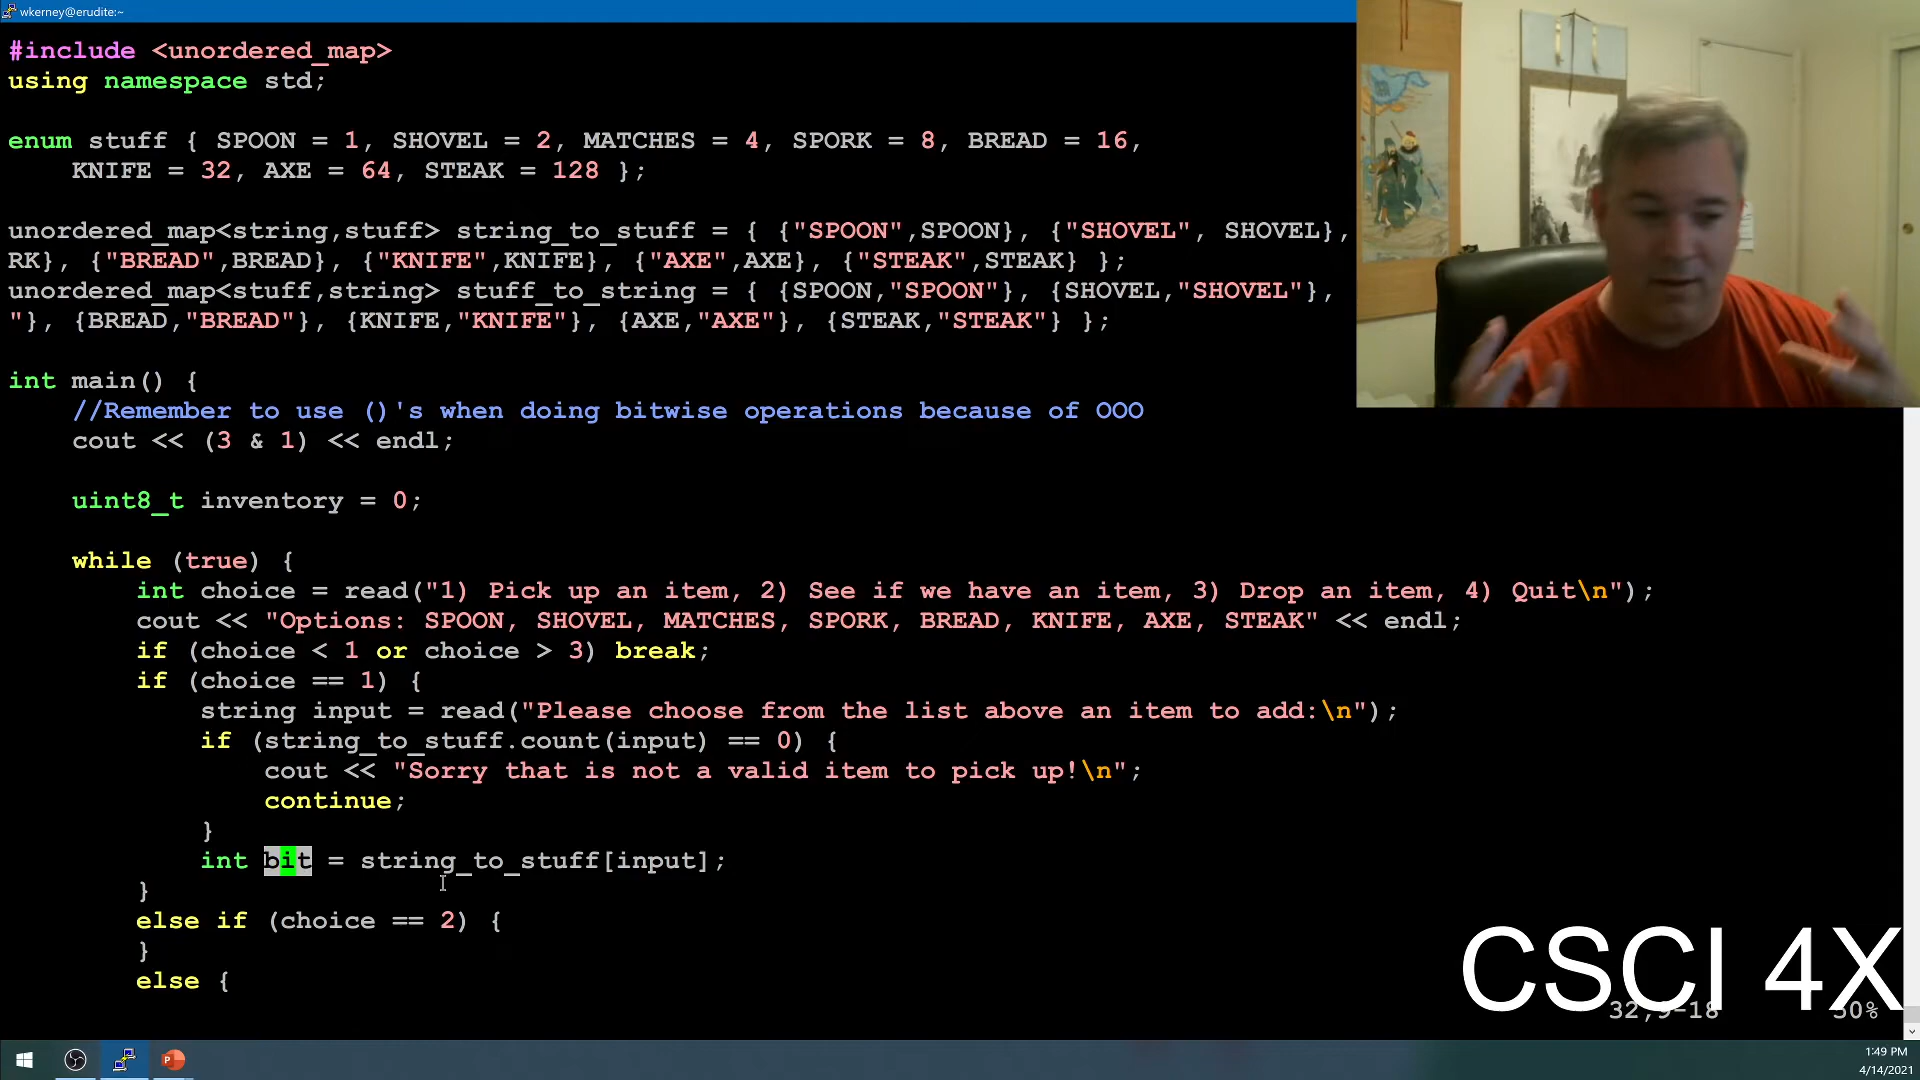 wkerney@erudite:~
#include <unordered_map>
using namespace std;
enum stuff { SPOON = 1, SHOVEL = 2, MATCHES = 4, SPORK = 8, BREAD = 16,
KNIFE = 32, AXE = 64, STEAK = 128 };
unordered_map<string,stuff> string_to_stuff = { {"SPOON",SPOON}, {"SHOVEL", SHOVEL},
RK}, {"BREAD",BREAD}, {"KNIFE",KNIFE}, {"AXE",AXE}, {"STEAK",STEAK} };
unordered_map<stuff,string> stuff_to_string = { {SPOON,"SPOON"}, {SHOVEL,"SHOVEL"},
"}, {BREAD,"BREAD"}, {KNIFE,"KNIFE"}, {AXE,"AXE"}, {STEAK,"STEAK"} };
int main() {
//Remember to use ()'s when doing bitwise operations because of OOO
cout << (3 & 1) << endl;
uint8_t inventory = 0;
while (true) {
int choice = read("1) Pick up an item, 2) See if we have an item, 3) Drop an item, 4) Quit\n");
cout << "Options: SPOON, SHOVEL, MATCHES, SPORK, BREAD, KNIFE, AXE, STEAK" << endl;
if (choice < 1 or choice > 3) break;
if (choice == 1) {
string input = read("Please choose from the list above an item to add:\n");
if (string_to_stuff.count(input) == 0) {
cout << "Sorry that is not a valid item to pick up!\n";
continue;
}
int bit = string_to_stuff[input];
}
else if (choice == 2) {
}
else {
CSCI 4X
32,9-18 50%
1:49 PM
4/14/2021